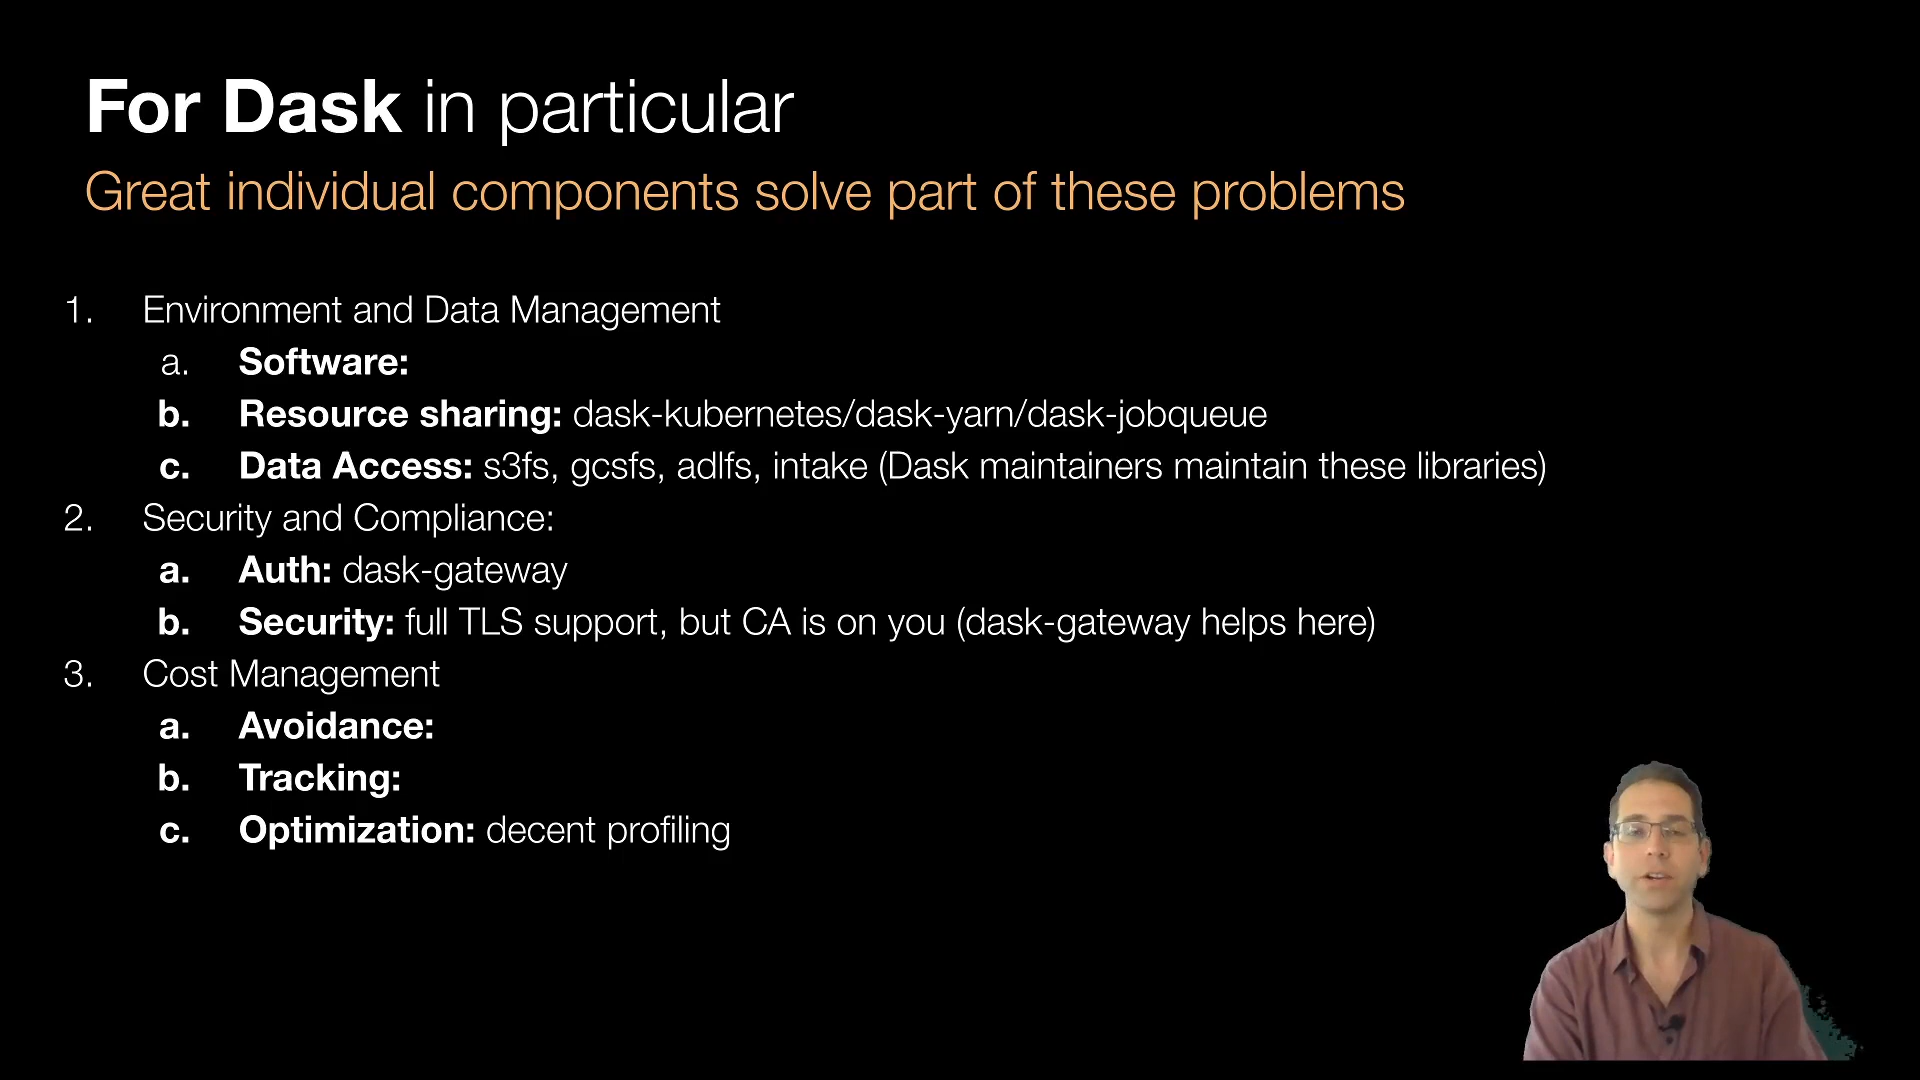 For Dask in particular
Great individual components solve part of these problems
1. Environment and Data Management
a. Software:
b. Resource sharing: dask-kubernetes/dask-yarn/dask-jobqueue
c. Data Access: s3fs, gcsfs, adlfs, intake (Dask maintainers maintain these libraries)
2. Security and Compliance:
a. Auth: dask-gateway
b. Security: full TLS support, but CA is on you (dask-gateway helps here)
3. Cost Management
a. Avoidance:
b. Tracking:
c. Optimization: decent profiling